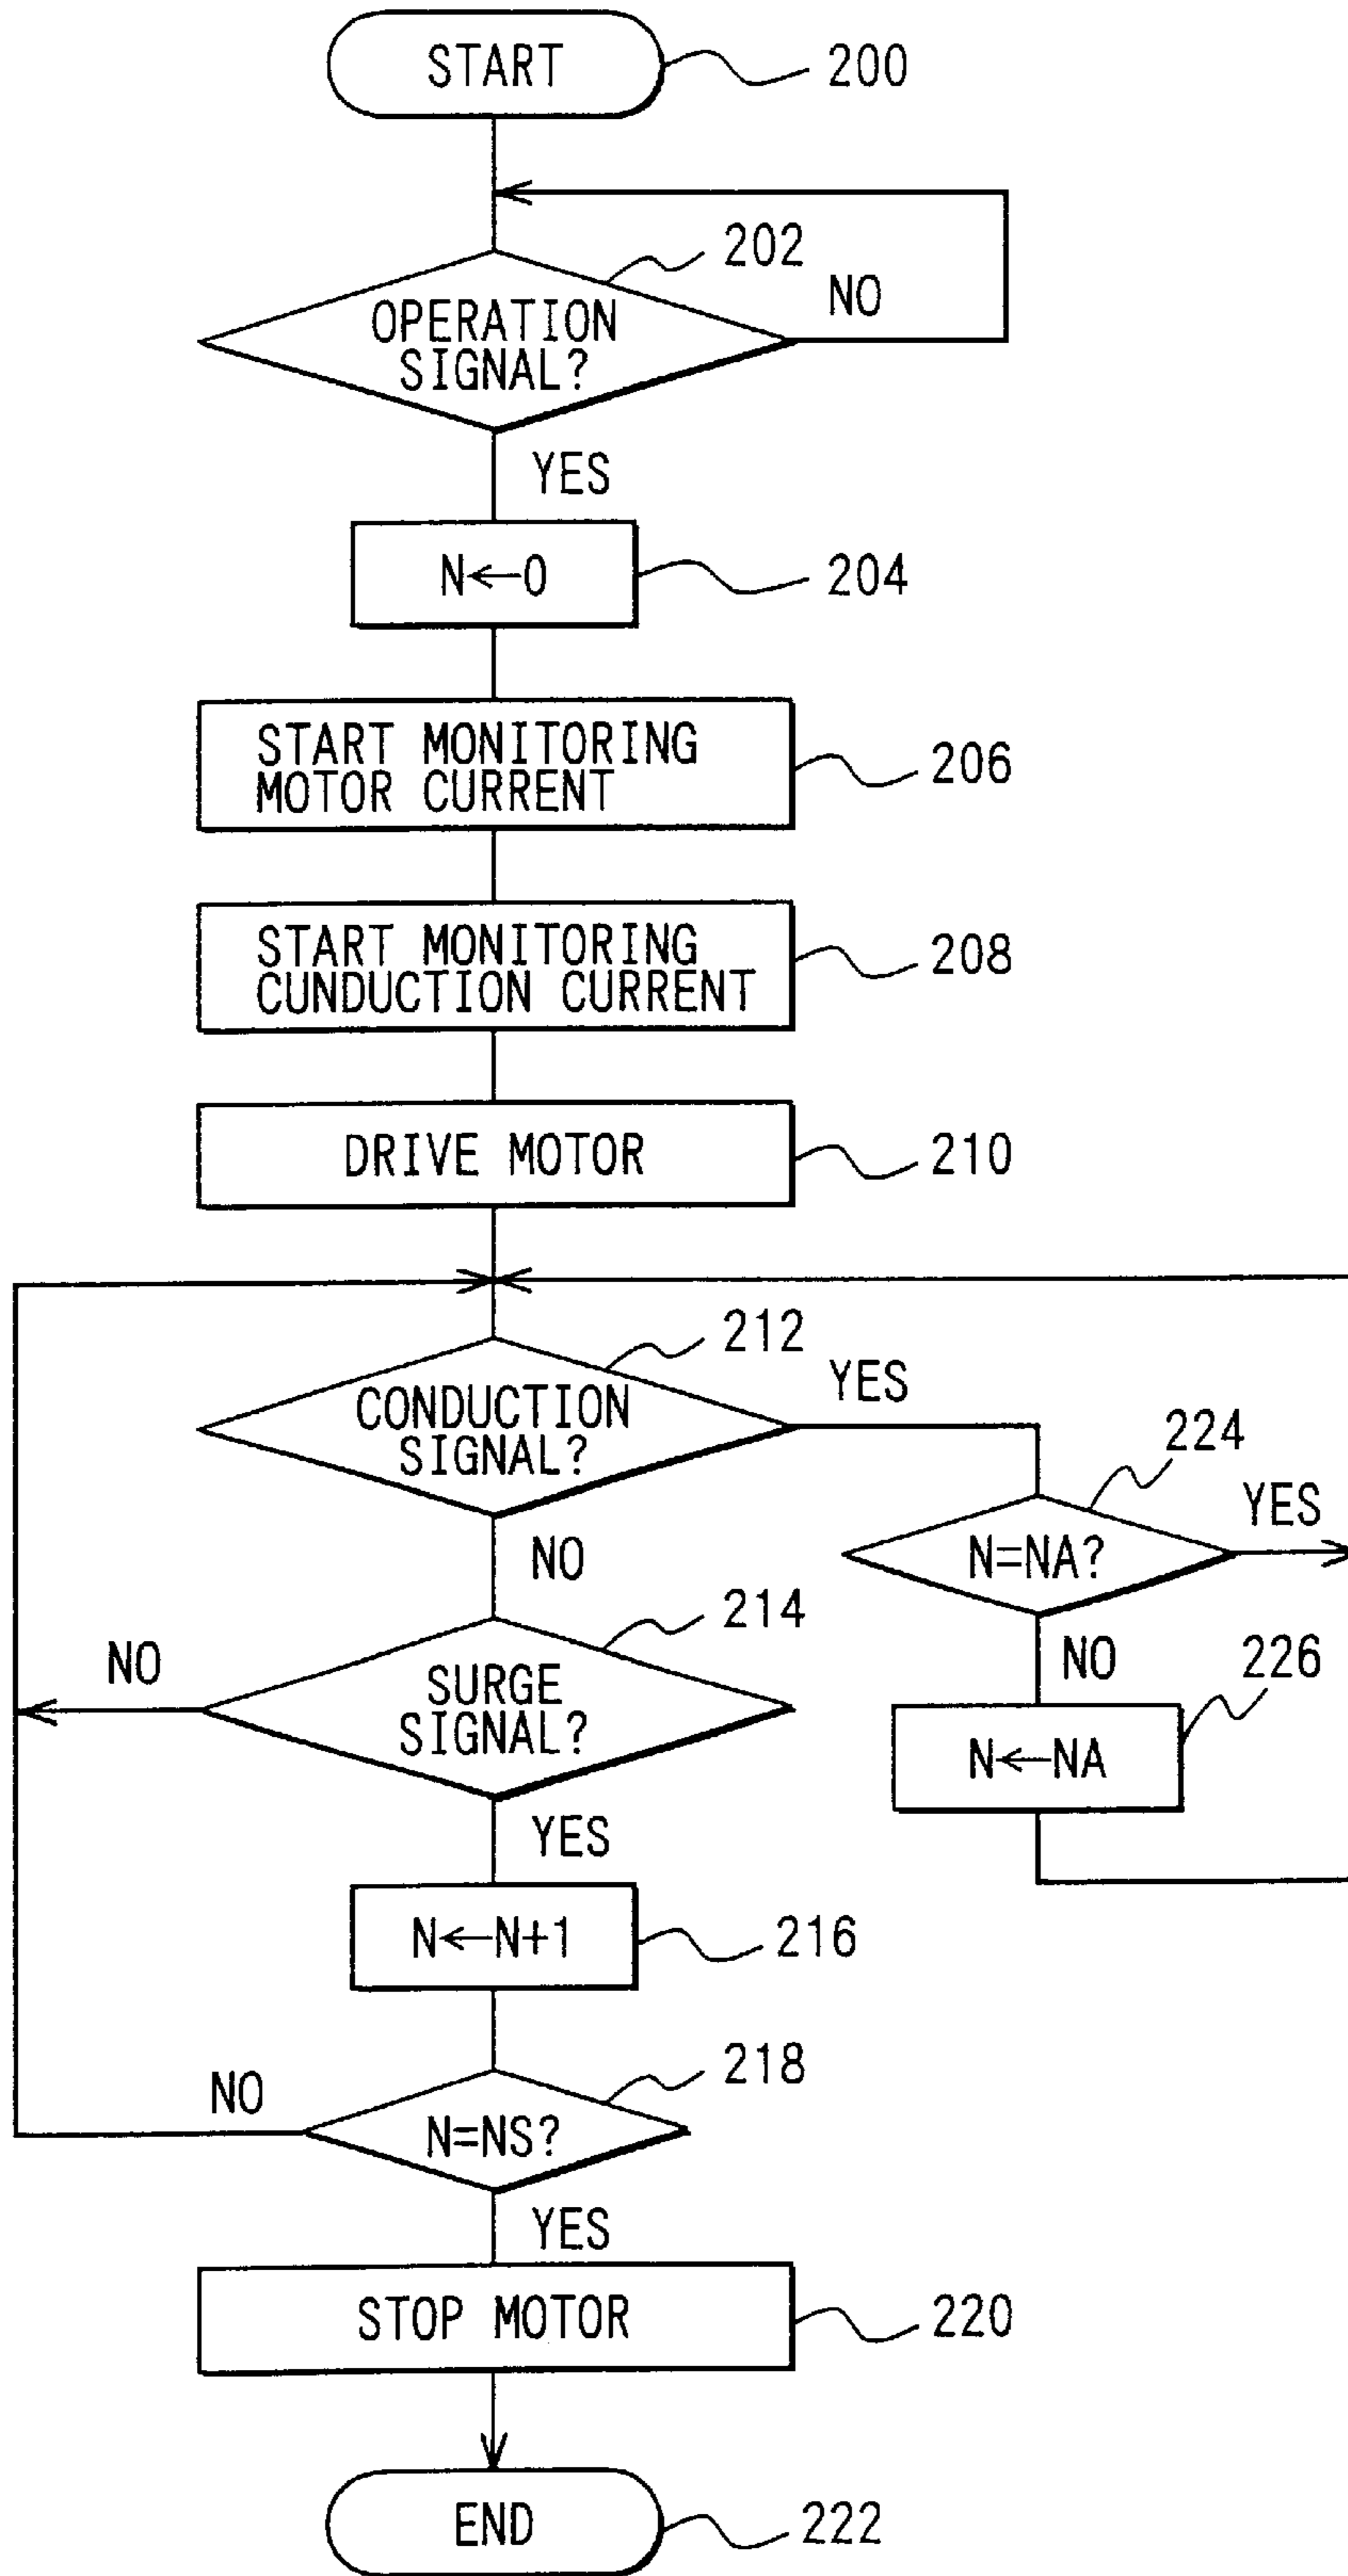 START
200
202
OPERATION
SIGNAL?
NO
YES
N←0
204
START MONITORING
MOTOR CURRENT
206
START MONITORING
CUNDUCTION CURRENT
208
DRIVE MOTOR
210
212
CONDUCTION
SIGNAL?
YES
NO
224
N=NA?
YES
NO
226
N←NA
214
SURGE
SIGNAL?
NO
YES
N←N+1
216
218
N=NS?
NO
YES
STOP MOTOR
220
END
222